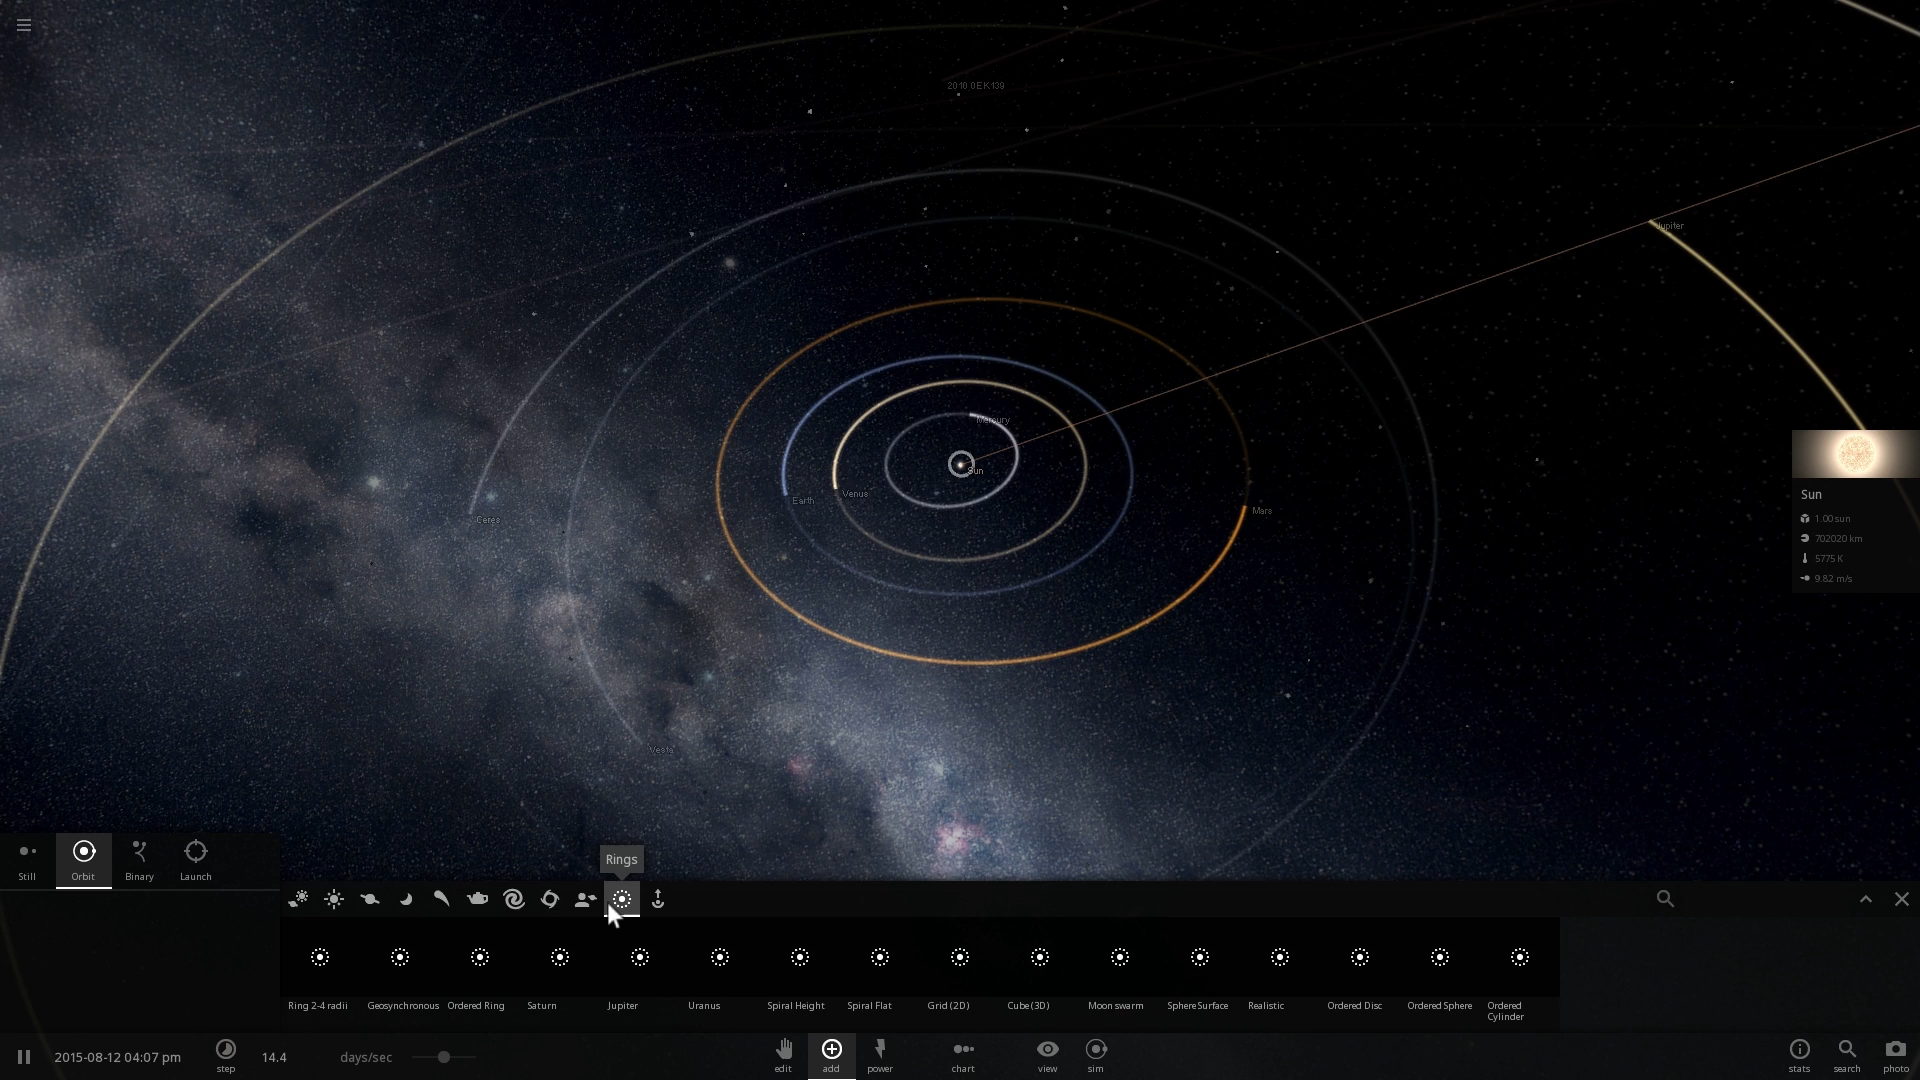 2010 0EK139
Jupiter
Mercury
Sun
Earth
Venus
Mars
Ceres
Vesta
Sun
1.00 sun
702020 km
5775 K
9.82 m/s
Still
Orbit
Binary
Launch
Rings
Ring 2-4 radii
Geosynchronous
Ordered Ring
Saturn
Jupiter
Uranus
Spiral Height
Spiral Flat
Grid (2D)
Cube (3D)
Moon swarm
Sphere Surface
Realistic
Ordered Disc
Ordered Sphere
Ordered
Cylinder
2015-08-12 04:07 pm
step
14.4
days/sec
edit
add
power
chart
view
sim
stats
search
photo